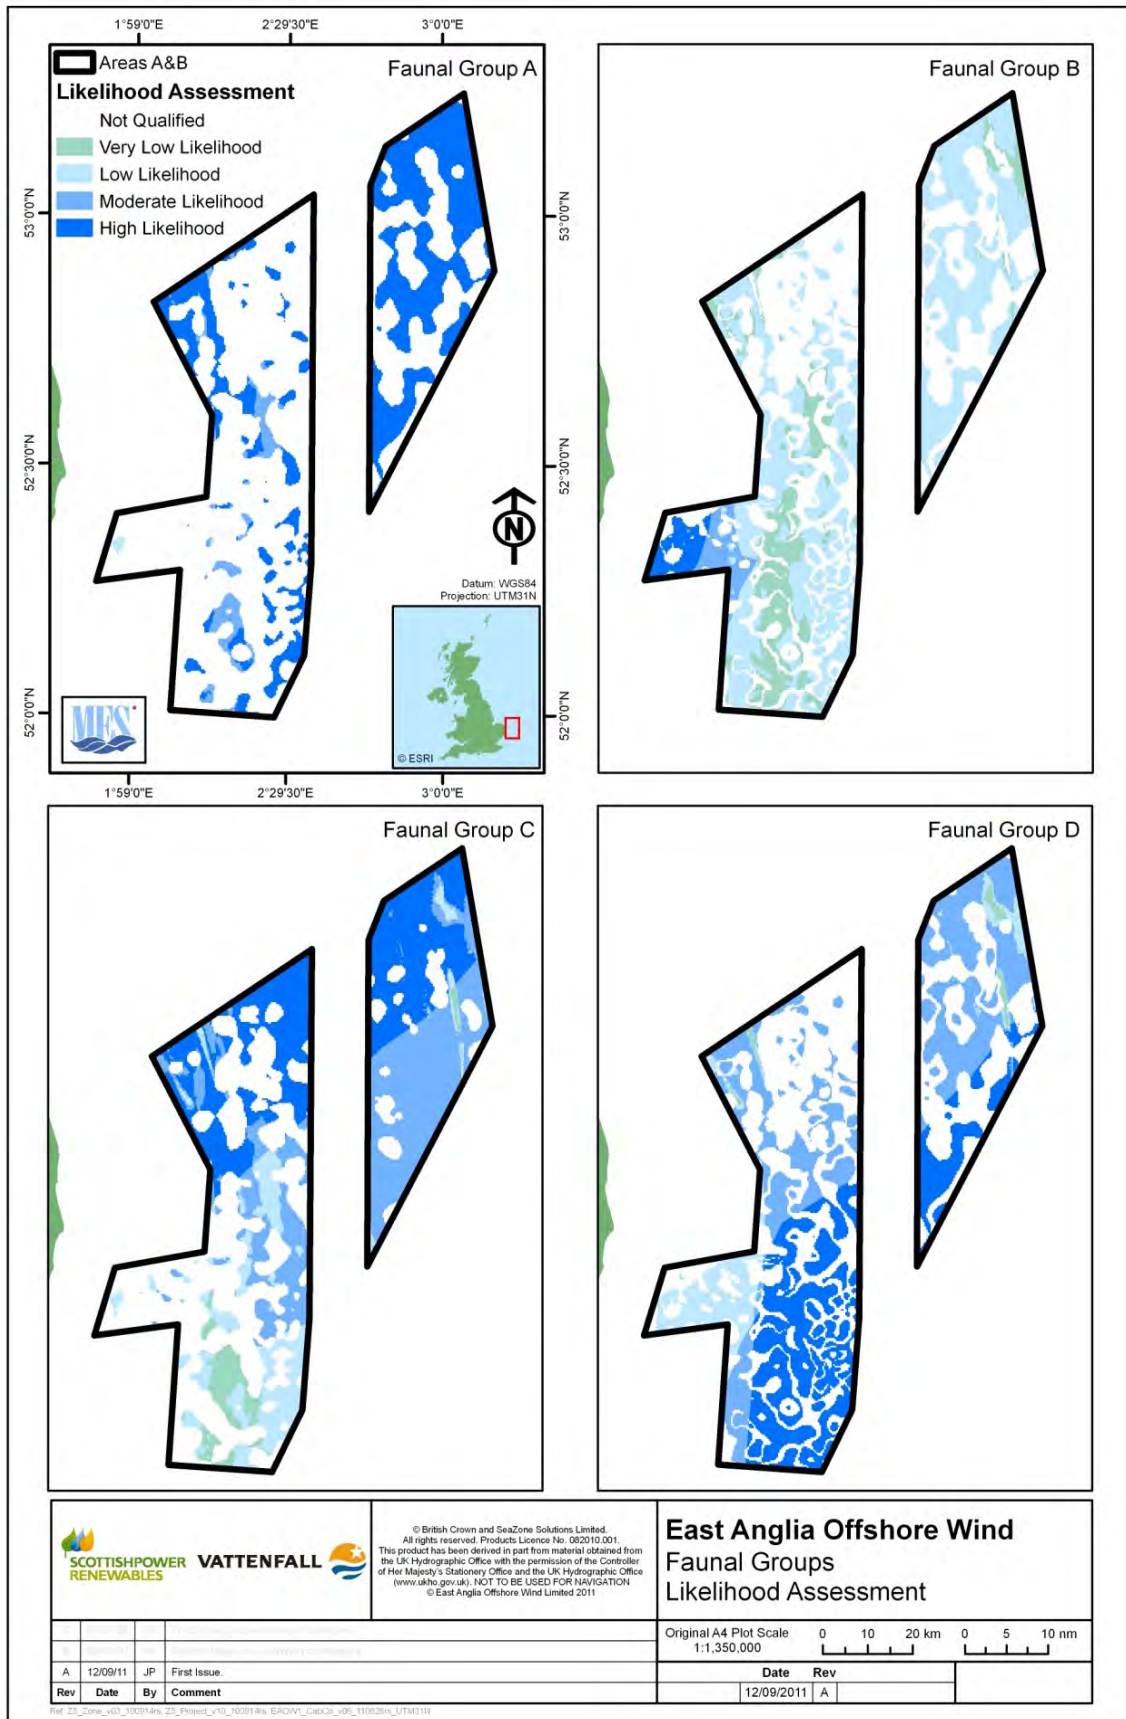 1°59'0"E 2°29'30"E 3°0'0"E
Areas A&B
Faunal Group A
Likelihood Assessment
Not Qualified
Very Low Likelihood
Low Likelihood
Moderate Likelihood
High Likelihood
53°0'0"N
52°30'0"N
52°0'0"N
53°0'0"N
52°30'0"N
52°0'0"N
N
Datum: WGS84
Projection: UTM31N
MES
© ESRI
1°59'0"E 2°29'30"E 3°0'0"E
Faunal Group B
Faunal Group C
Faunal Group D
SCOTTISHPOWER
RENEWABLES
VATTENFALL
© British Crown and SeaZone Solutions Limited.
All rights reserved. Products Licence No. 082010.001.
This product has been derived in part from material obtained from
the UK Hydrographic Office with the permission of the Controller
of Her Majesty's Stationery Office and the UK Hydrographic Office
(www.ukho.gov.uk). NOT TO BE USED FOR NAVIGATION
© East Anglia Offshore Wind Limited 2011
East Anglia Offshore Wind
Faunal Groups
Likelihood Assessment
Original A4 Plot Scale
1:1,350,000
0 10 20 km
0 5 10 nm
A 12/09/11 JP First Issue.
Rev Date By Comment
Date Rev
12/09/2011 A